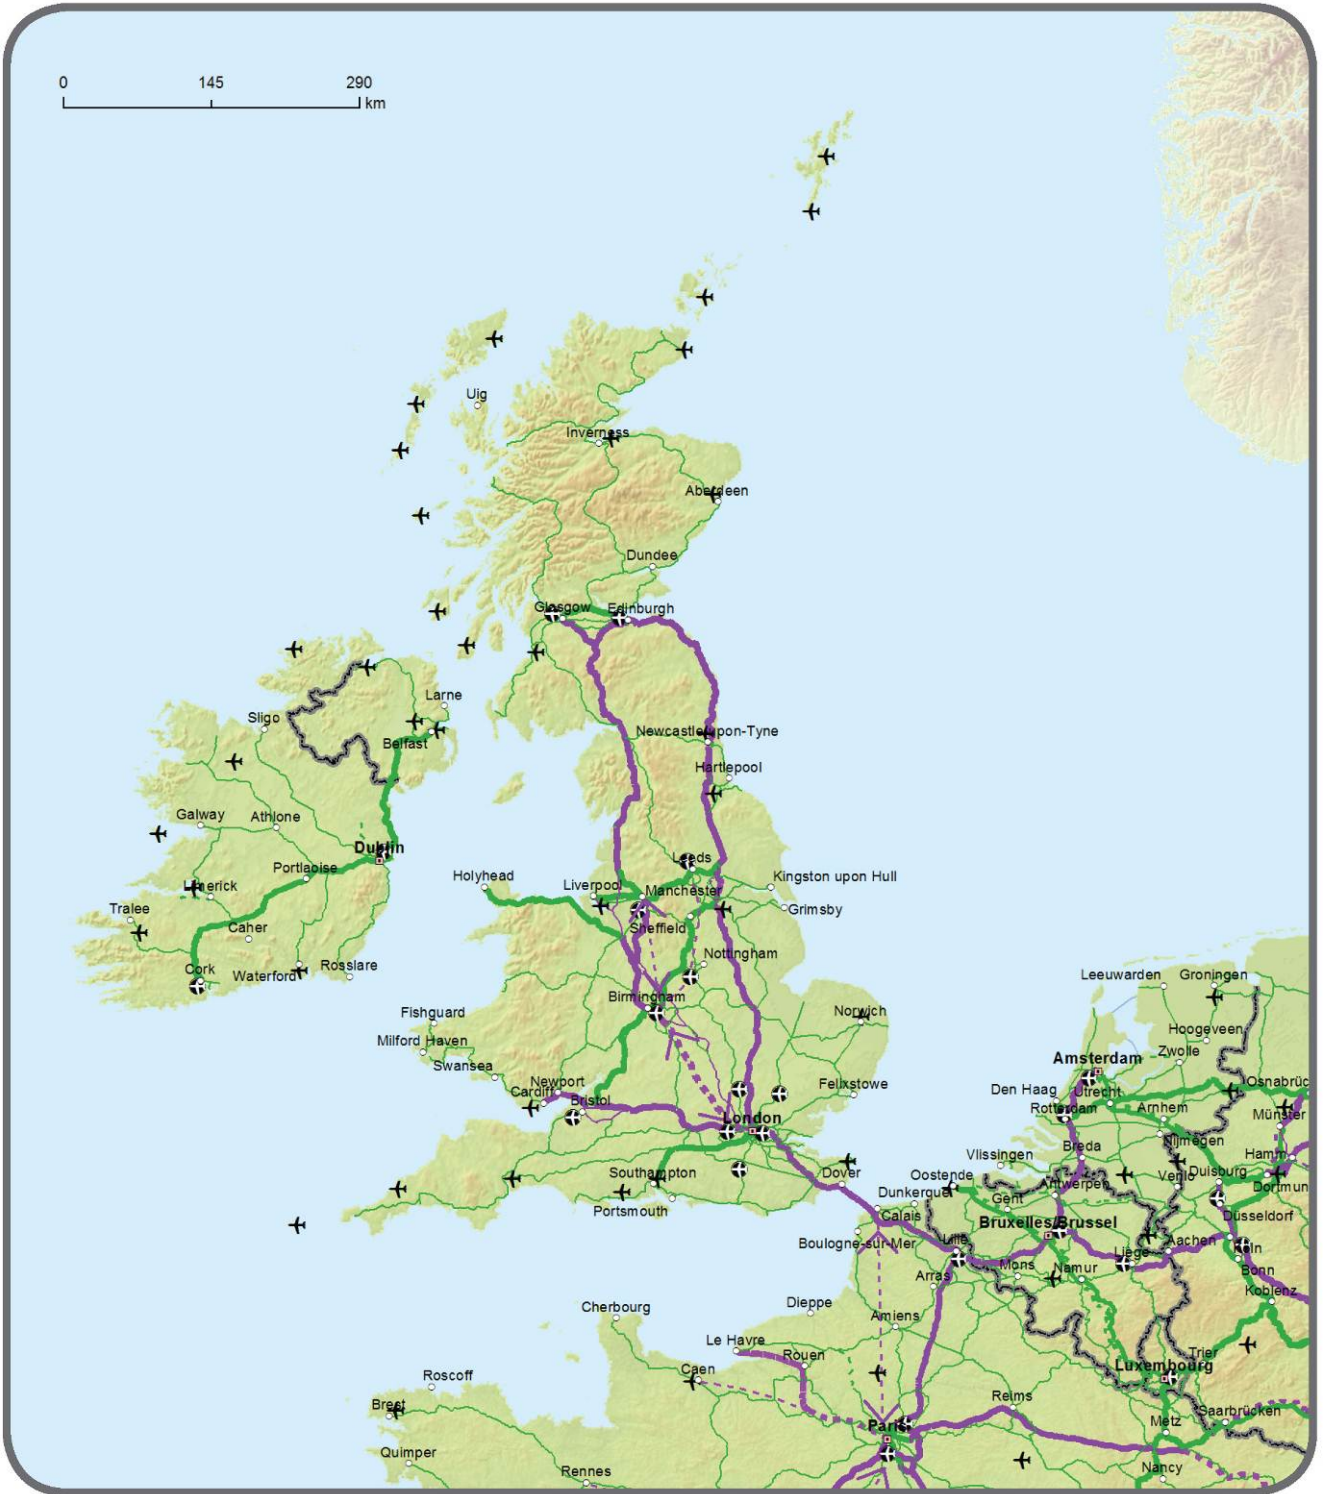 0 145 290
km
Uig
Inverness
Aberdeen
Dundee
Glasgow
Edinburgh
Larne
Sligo
Belfast
Newcastle upon-Tyne
Hartlepool
Galway
Athlone
Dublin
Portlaoise
Leeds
Holyhead
Liverpool
Manchester
Kingston upon Hull
Limerick
Grimsby
Tralee
Caher
Sheffield
Nottingham
Cork
Waterford
Rosslare
Leeuwarden
Groningen
Birmingham
Fishguard
Norwich
Hoogeveen
Milford Haven
Zwolle
Amsterdam
Swansea
Newport
Cardiff
Bristol
Felixstowe
Den Haag
Utrecht
Osnabrüc
Rotterdam
Arnhem
Münster
London
Nijmegen
Breda
Hamm
Vlissingen
Southampton
Dover
Oostende
Venlo
Duisburg
Dortmun
Portsmouth
Dunkerque
Gent
Antwerpen
Calais
Bruxelles/Brussel
Düsseldorf
Boulogne-sur-Mer
Lille
Liège
Aachen
Köln
Arras
Mons
Namur
Bonn
Koblenz
Cherbourg
Dieppe
Amiens
Le Havre
Rouen
Trier
Caen
Luxembourg
Roscoff
Brest
Reims
Saarbrücken
Paris
Metz
Quimper
Rennes
Nancy